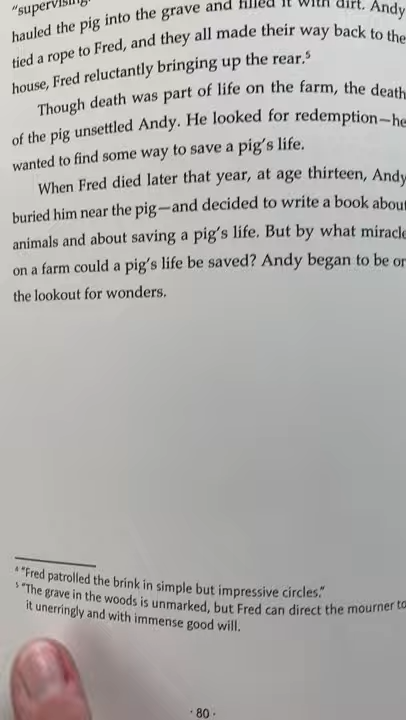 "supervising"
hauled the pig into the grave and filled it with dirt. Andy
tied a rope to Fred, and they all made their way back to the
house, Fred reluctantly bringing up the rear.⁵
Though death was part of life on the farm, the death
of the pig unsettled Andy. He looked for redemption—he
wanted to find some way to save a pig's life.
When Fred died later that year, at age thirteen, Andy
buried him near the pig—and decided to write a book about
animals and about saving a pig's life. But by what miracle
on a farm could a pig's life be saved? Andy began to be on
the lookout for wonders.
⁴ "Fred patrolled the brink in simple but impressive circles."
⁵ "The grave in the woods is unmarked, but Fred can direct the mourner to
it unerringly and with immense good will.
· 80 ·